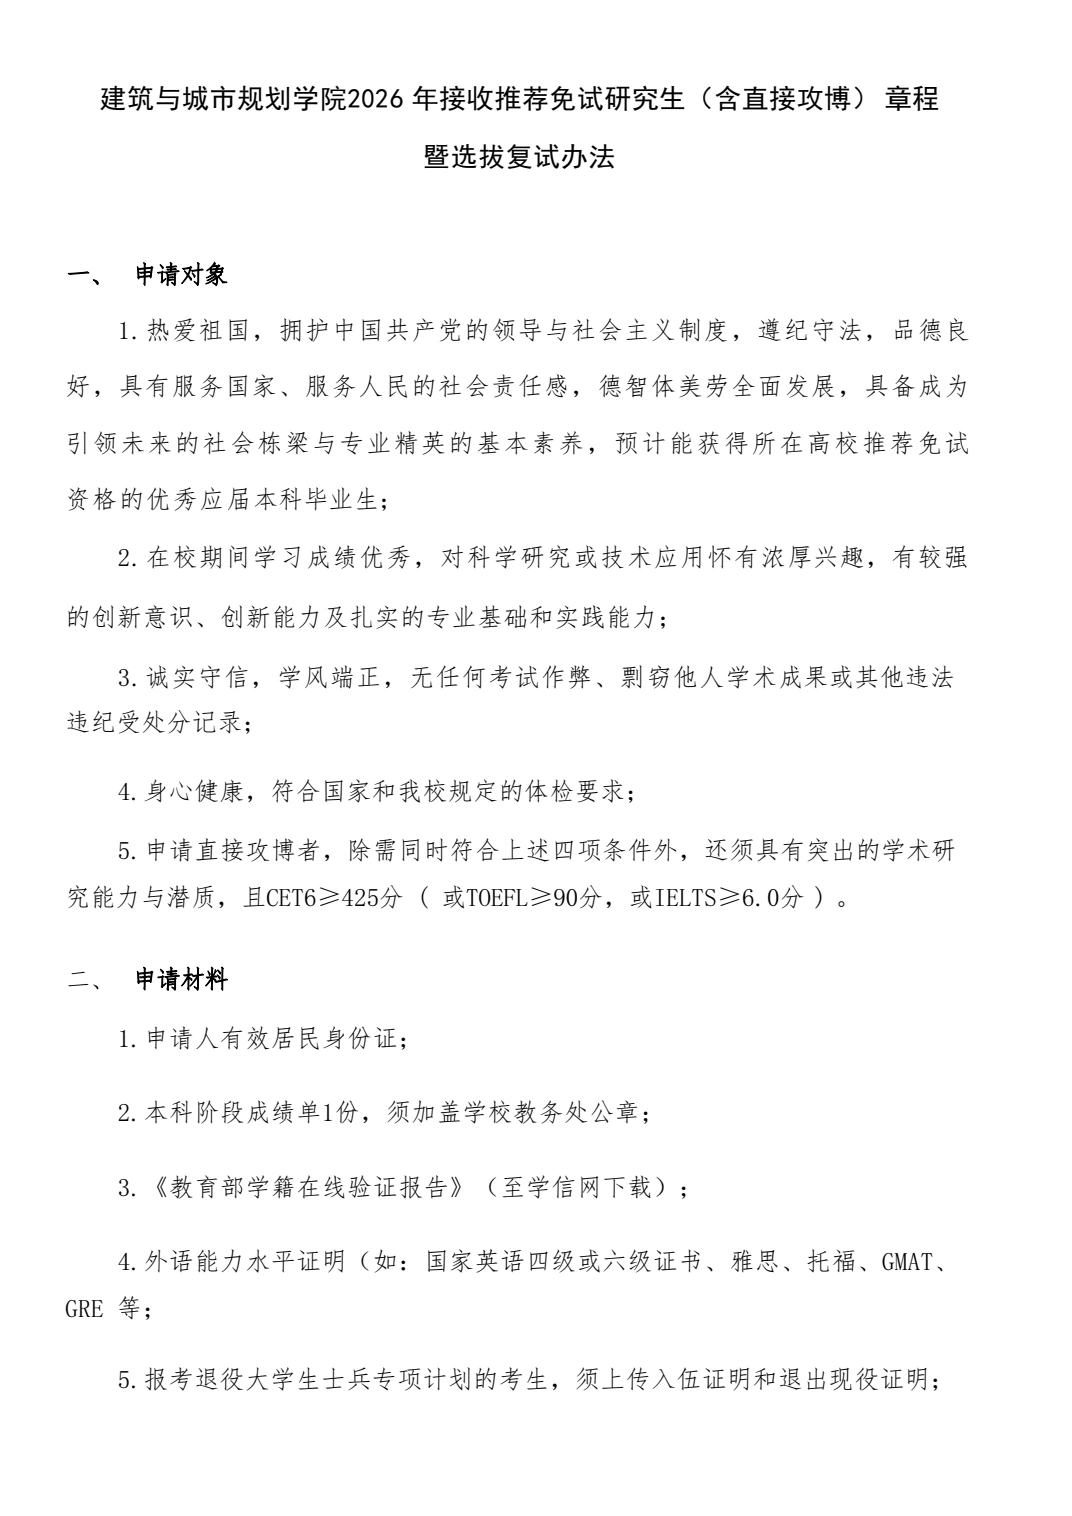 建筑与城市规划学院2026 年接收推荐免试研究生（含直接攻博） 章程
暨选拔复试办法
一、 申请对象
1.热爱祖国，拥护中国共产党的领导与社会主义制度，遵纪守法，品德良
好，具有服务国家、服务人民的社会责任感，德智体美劳全面发展，具备成为
引领未来的社会栋梁与专业精英的基本素养，预计能获得所在高校推荐免试
资格的优秀应届本科毕业生；
2.在校期间学习成绩优秀，对科学研究或技术应用怀有浓厚兴趣，有较强
的创新意识、创新能力及扎实的专业基础和实践能力；
3.诚实守信，学风端正，无任何考试作弊、剽窃他人学术成果或其他违法
违纪受处分记录；
4.身心健康，符合国家和我校规定的体检要求；
5.申请直接攻博者，除需同时符合上述四项条件外，还须具有突出的学术研
究能力与潜质，且CET6≥425分（ 或TOEFL≥90分，或IELTS≥6.0分 ）。
二、 申请材料
1.申请人有效居民身份证；
2.本科阶段成绩单1份，须加盖学校教务处公章；
3.《教育部学籍在线验证报告》（至学信网下载）；
4.外语能力水平证明（如：国家英语四级或六级证书、雅思、托福、GMAT、
GRE 等；
5.报考退役大学生士兵专项计划的考生，须上传入伍证明和退出现役证明；